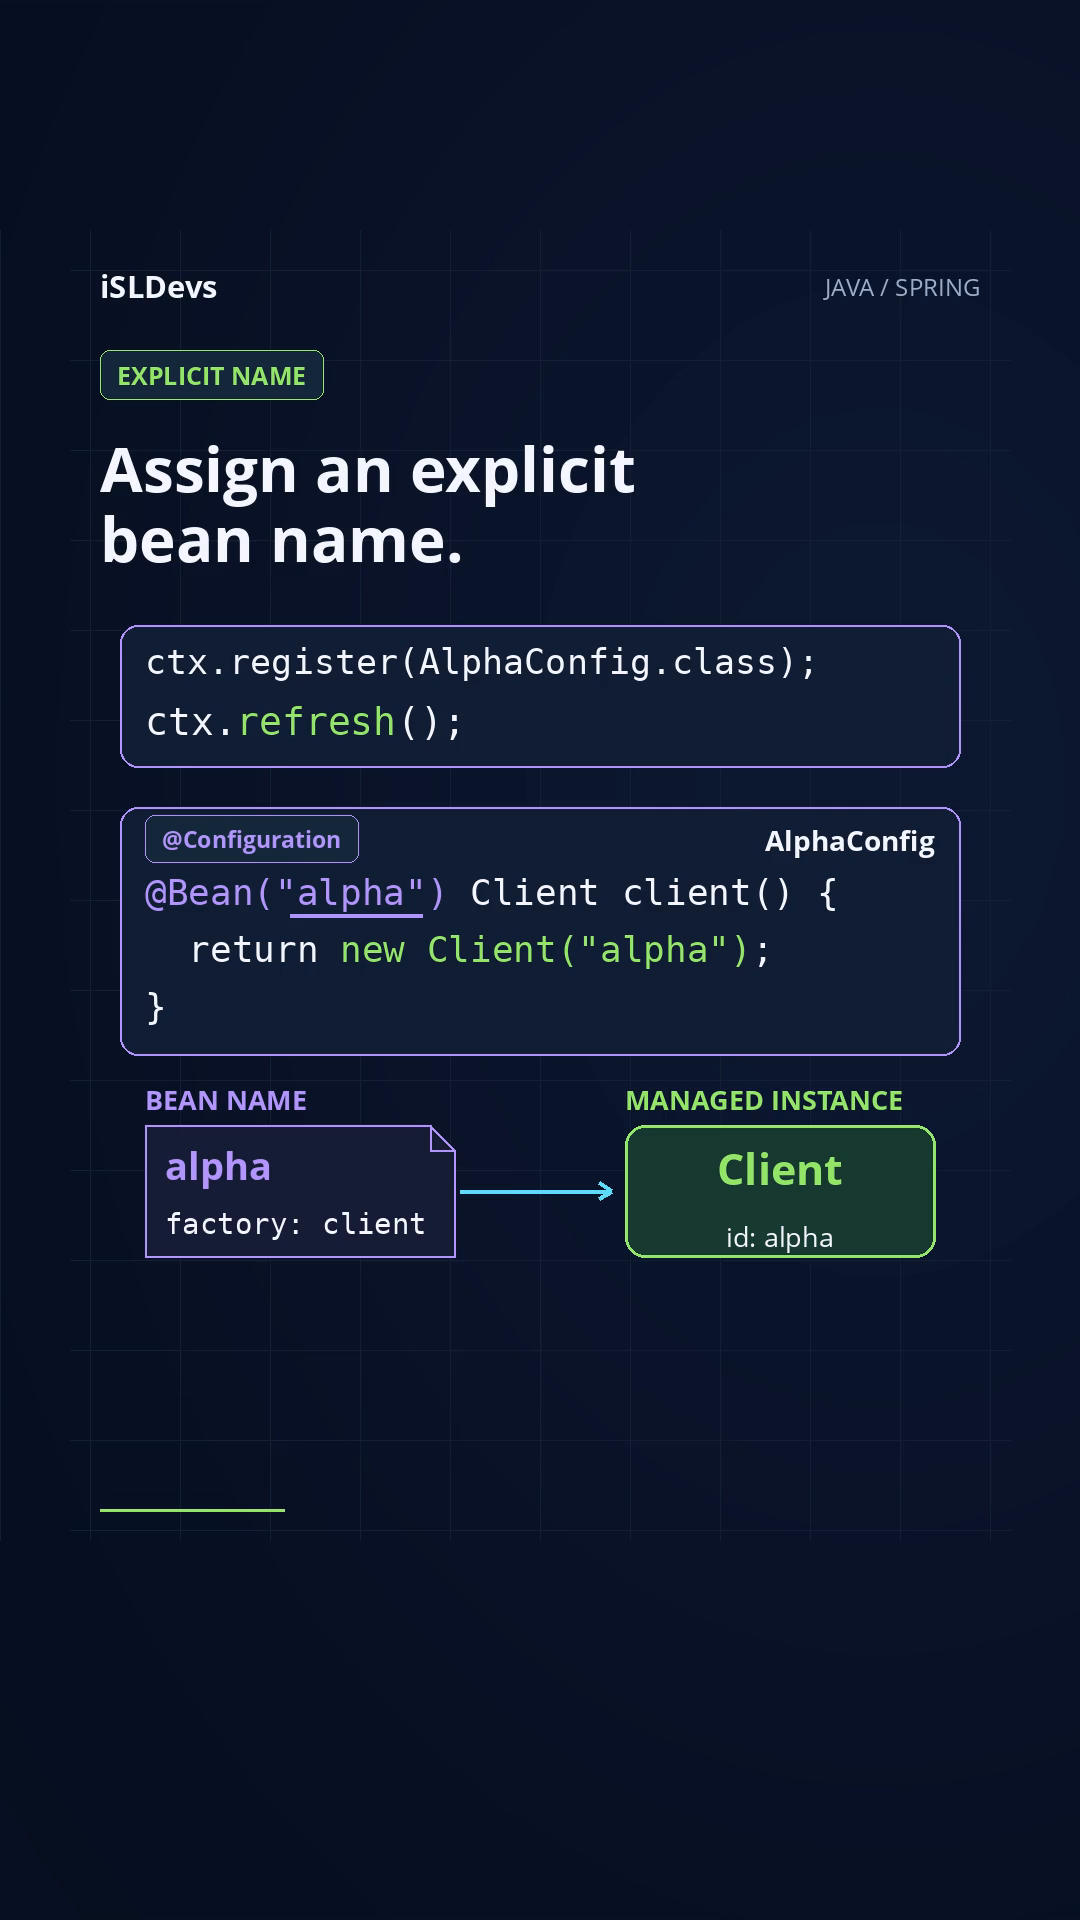 iSLDevs
JAVA / SPRING
EXPLICIT NAME
Assign an explicit
bean name.
ctx.register(AlphaConfig.class);
ctx.refresh();
@Configuration
AlphaConfig
@Bean("alpha") Client client() {
  return new Client("alpha");
}
BEAN NAME
MANAGED INSTANCE
alpha
factory: client
Client
id: alpha